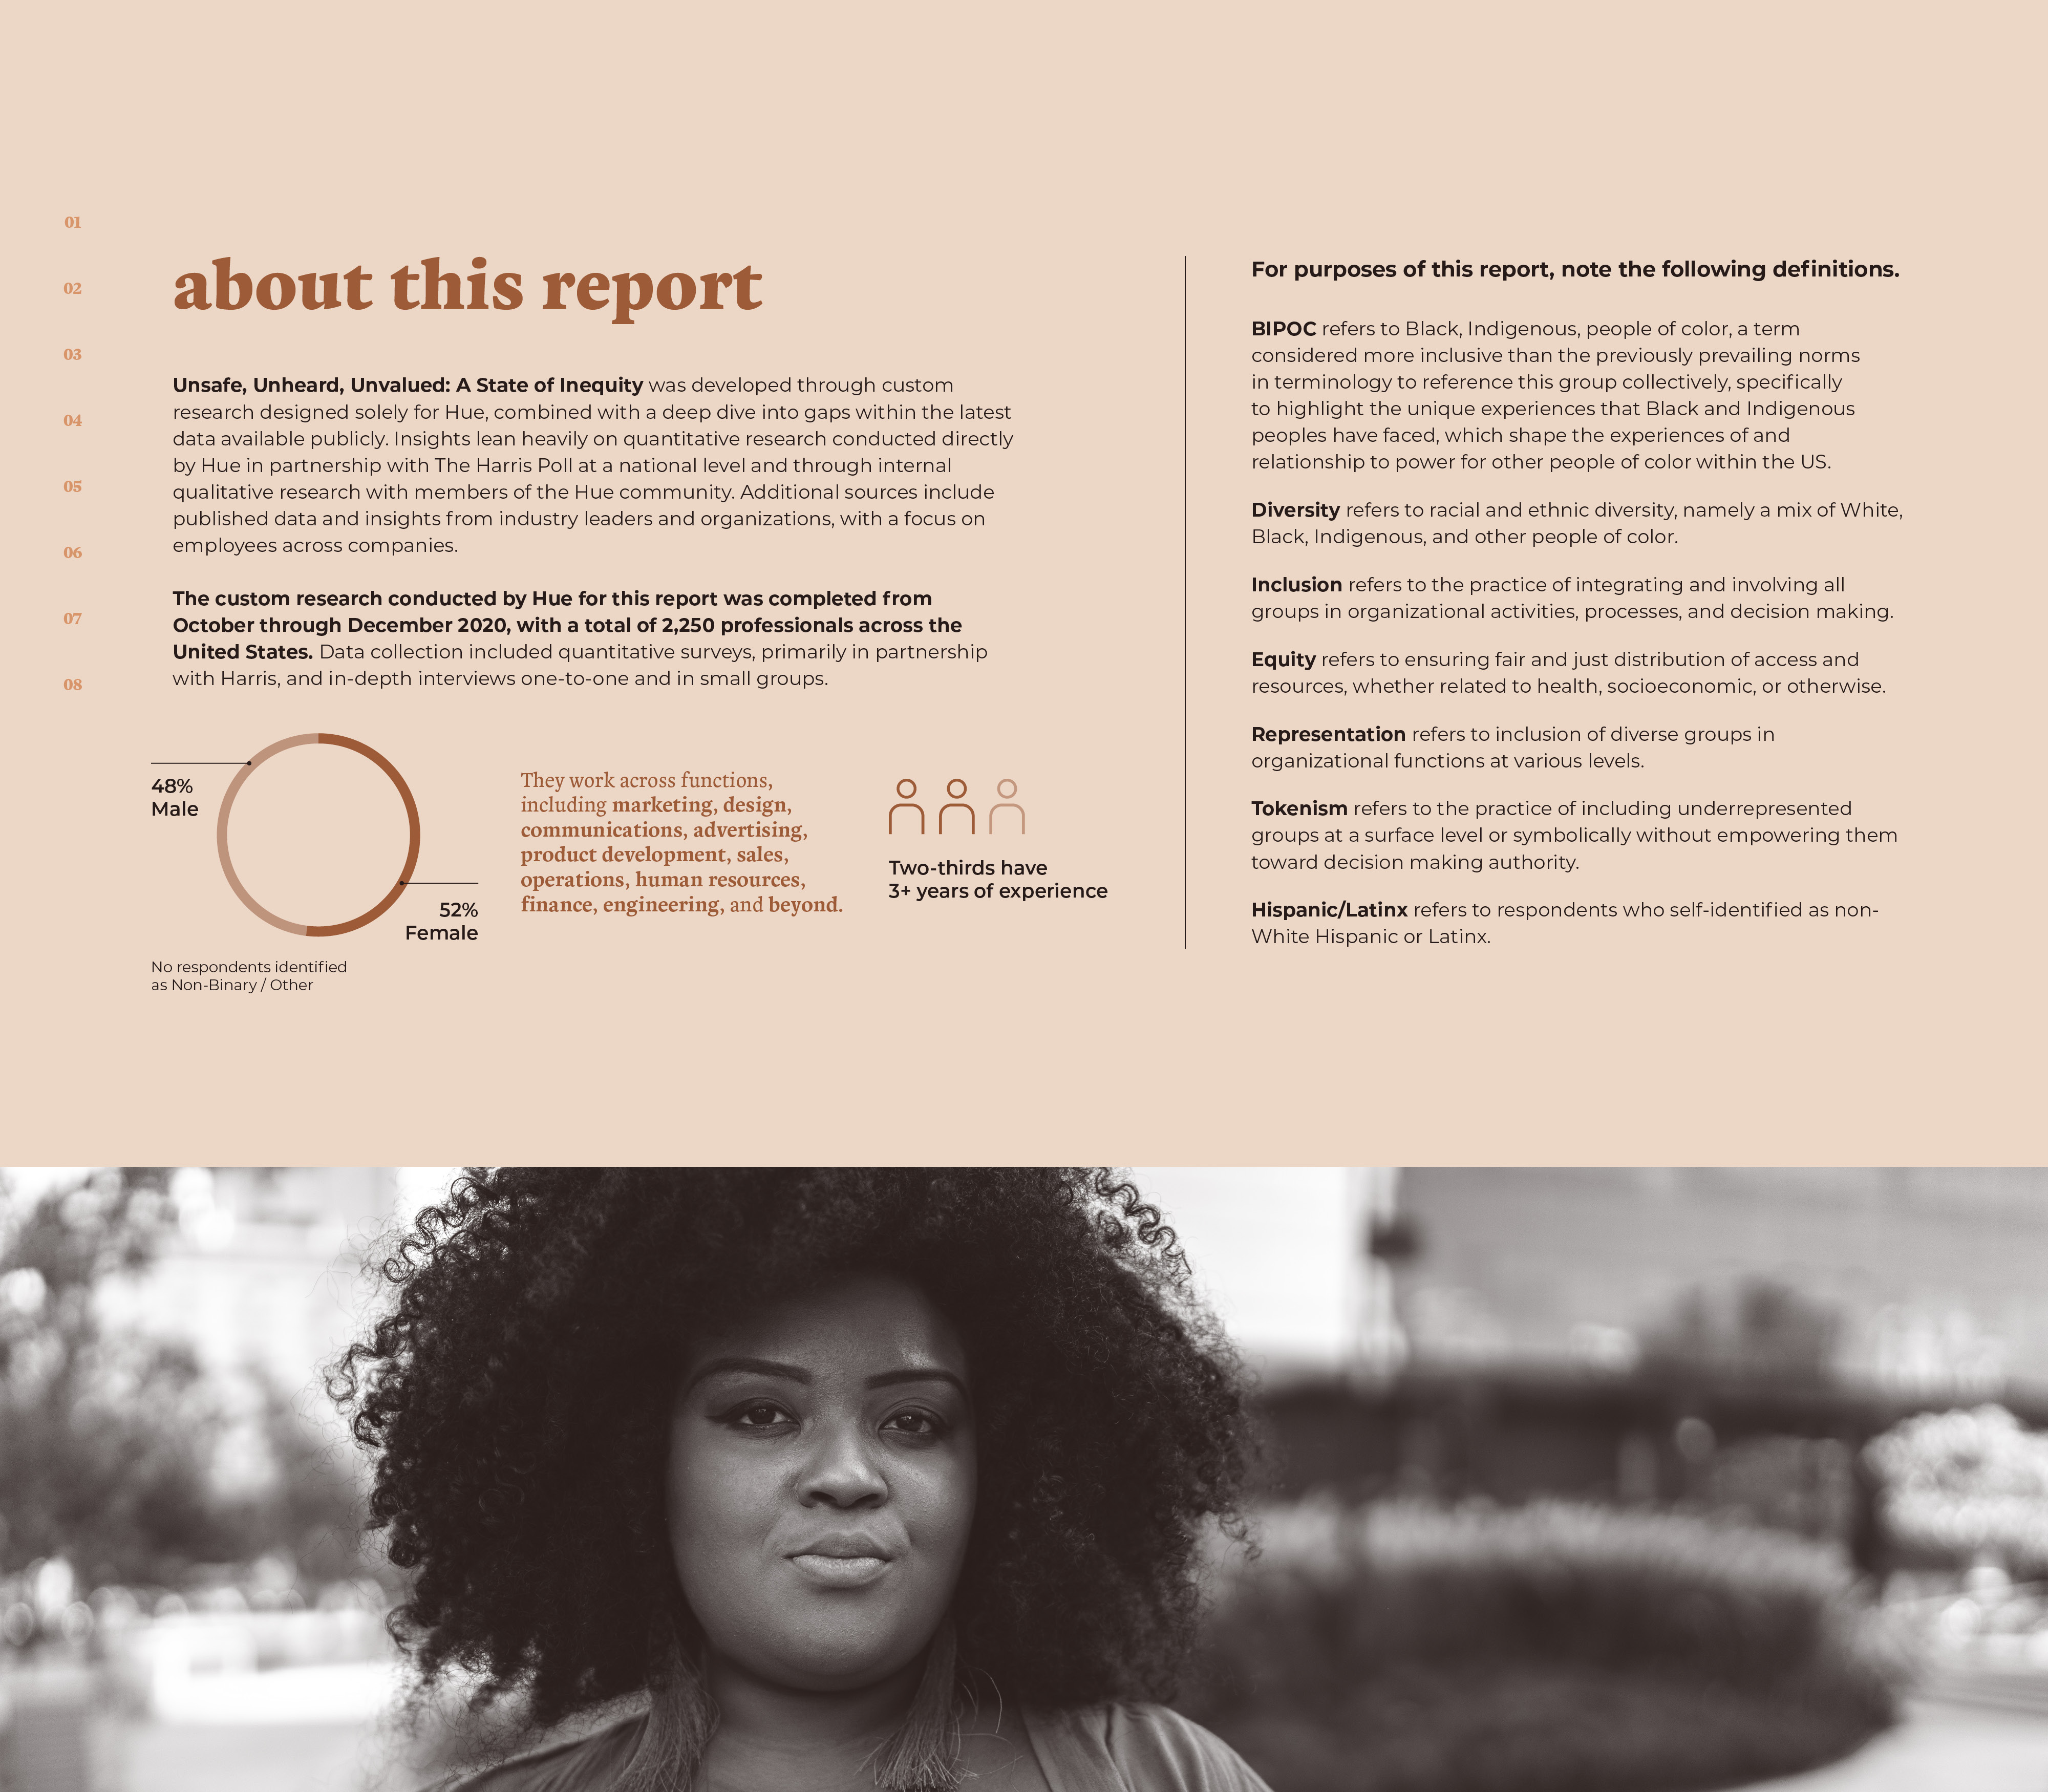 01
02
03
04
05
06
07
08
about this report
Unsafe, Unheard, Unvalued: A State of Inequity was developed through custom
research designed solely for Hue, combined with a deep dive into gaps within the latest
data available publicly. Insights lean heavily on quantitative research conducted directly
by Hue in partnership with The Harris Poll at a national level and through internal
qualitative research with members of the Hue community. Additional sources include
published data and insights from industry leaders and organizations, with a focus on
employees across companies.
The custom research conducted by Hue for this report was completed from
October through December 2020, with a total of 2,250 professionals across the
United States. Data collection included quantitative surveys, primarily in partnership
with Harris, and in-depth interviews one-to-one and in small groups.
48%
Male
52%
Female
No respondents identified
as Non-Binary / Other
They work across functions,
including marketing, design,
communications, advertising,
product development, sales,
operations, human resources,
finance, engineering, and beyond.
Two-thirds have
3+ years of experience
For purposes of this report, note the following definitions.
BIPOC refers to Black, Indigenous, people of color, a term
considered more inclusive than the previously prevailing norms
in terminology to reference this group collectively, specifically
to highlight the unique experiences that Black and Indigenous
peoples have faced, which shape the experiences of and
relationship to power for other people of color within the US.
Diversity refers to racial and ethnic diversity, namely a mix of White,
Black, Indigenous, and other people of color.
Inclusion refers to the practice of integrating and involving all
groups in organizational activities, processes, and decision making.
Equity refers to ensuring fair and just distribution of access and
resources, whether related to health, socioeconomic, or otherwise.
Representation refers to inclusion of diverse groups in
organizational functions at various levels.
Tokenism refers to the practice of including underrepresented
groups at a surface level or symbolically without empowering them
toward decision making authority.
Hispanic/Latinx refers to respondents who self-identified as non-
White Hispanic or Latinx.